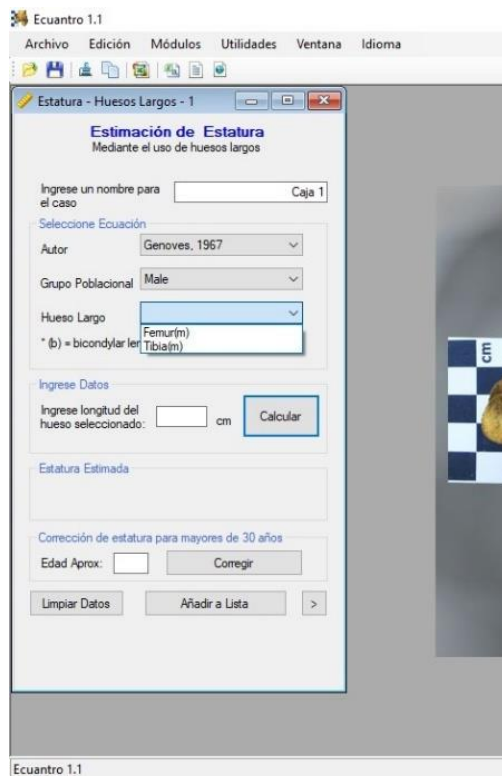 Ecuantro 1.1
Archivo Edición Módulos Utilidades Ventana Idioma
Estatura - Huesos Largos - 1
Estimación de Estatura
Mediante el uso de huesos largos
Ingrese un nombre para
el caso
Caja 1
Seleccione Ecuación
Autor
Genoves, 1967
Grupo Poblacional
Male
Hueso Largo
Femur(m)
Tibia(m)
* (b) = bicondylar ler
Ingrese Datos
Ingrese longitud del
hueso seleccionado:
cm
Calcular
Estatura Estimada
Corrección de estatura para mayores de 30 años
Edad Aprox:
Corregir
Limpiar Datos
Añadir a Lista
>
cm
Ecuantro 1.1